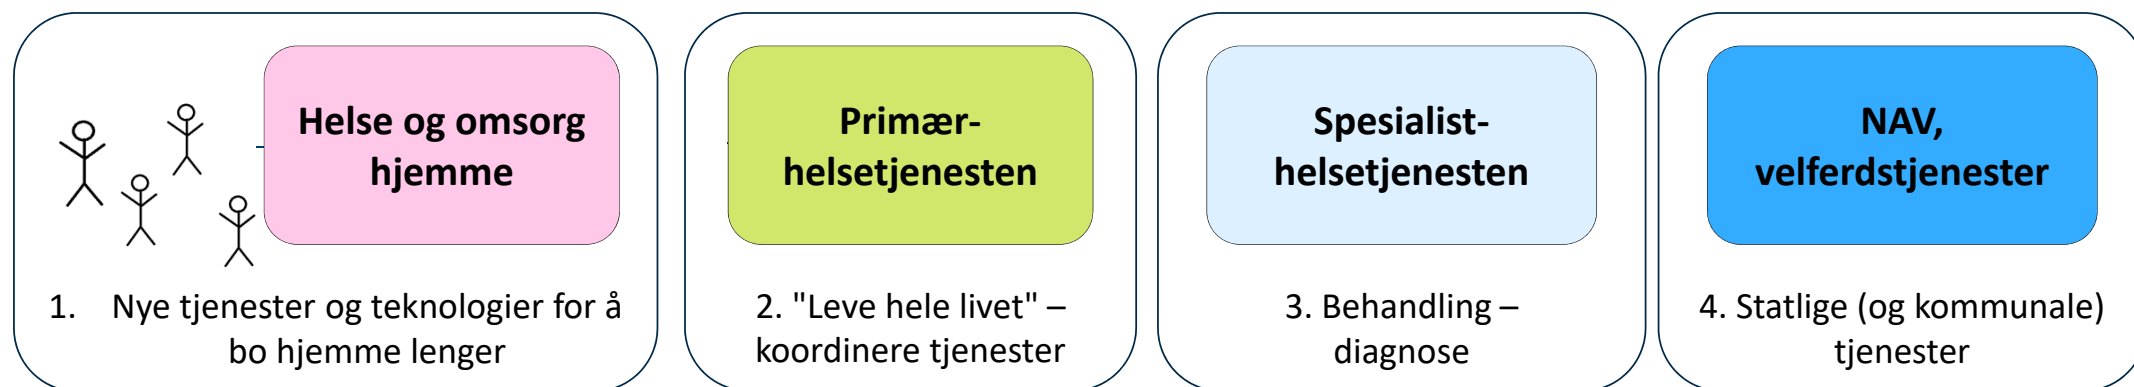 Helse og omsorg
hjemme
1. Nye tjenester og teknologier for å
bo hjemme lenger
Primær-
helsetjenesten
2. "Leve hele livet" –
koordinere tjenester
Spesialist-
helsetjenesten
3. Behandling –
diagnose
NAV,
velferdstjenester
4. Statlige (og kommunale)
tjenester